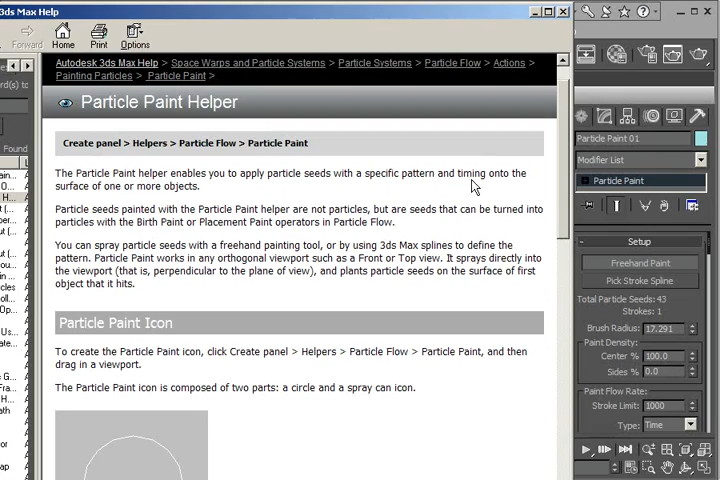 3ds Max Help
Forward
Home
Print
Options
Autodesk 3ds Max Help > Space Warps and Particle Systems > Particle Systems > Particle Flow > Actions >
Painting Particles > Particle Paint >
Particle Paint Helper
Create panel > Helpers > Particle Flow > Particle Paint
The Particle Paint helper enables you to apply particle seeds with a specific pattern and timing onto the
surface of one or more objects.
Particle seeds painted with the Particle Paint helper are not particles, but are seeds that can be turned into
particles with the Birth Paint or Placement Paint operators in Particle Flow.
You can spray particle seeds with a freehand painting tool, or by using 3ds Max splines to define the
pattern. Particle Paint works in any orthogonal viewport such as a Front or Top view. It sprays directly into
the viewport (that is, perpendicular to the plane of view), and plants particle seeds on the surface of first
object that it hits.
Particle Paint Icon
To create the Particle Paint icon, click Create panel > Helpers > Particle Flow > Particle Paint, and then
drag in a viewport.
The Particle Paint icon is composed of two parts: a circle and a spray can icon.
Found
Particle Paint 01
Modifier List
Particle Paint
Setup
Freehand Paint
Pick Stroke Spline
Total Particle Seeds: 43
Strokes: 1
Brush Radius: 17.291
Paint Density:
Center % 100.0
Sides % 0.0
Paint Flow Rate:
Stroke Limit: 1000
Type: Time